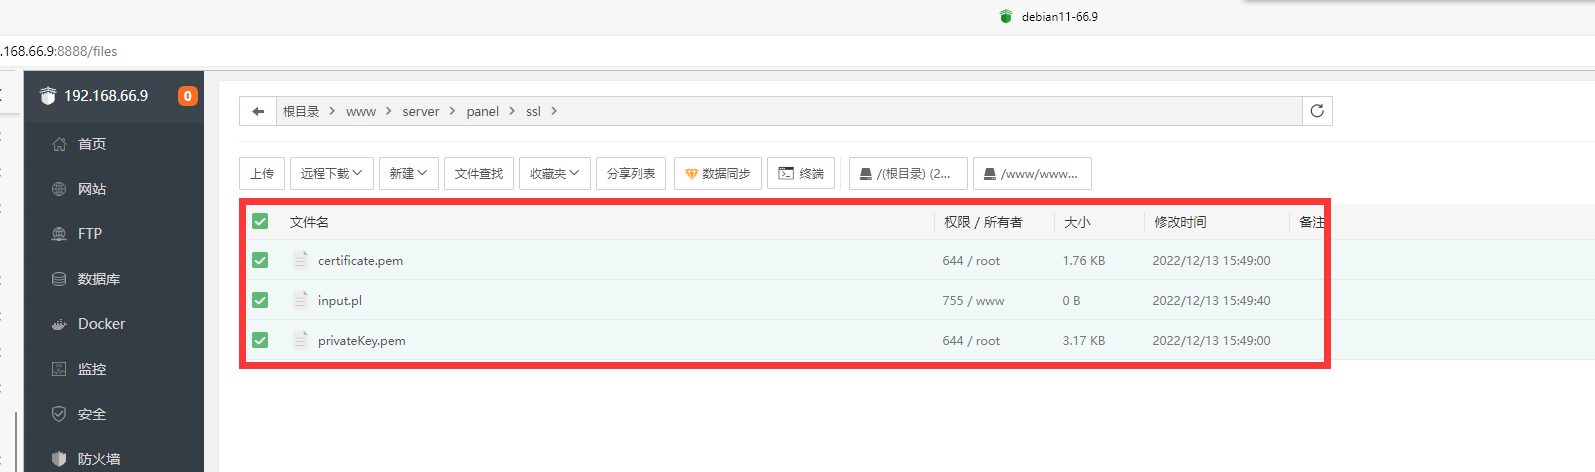 debian11-66.9
.168.66.9:8888/files
192.168.66.9 0
根目录 www server panel ssl
首页
网站
FTP
数据库
Docker
监控
安全
防火墙
上传 远程下载 新建 文件查找 收藏夹 分享列表 数据同步 终端 /(根目录) (2... /www/www...
文件名 权限 / 所有者 大小 修改时间 备注
certificate.pem 644 / root 1.76 KB 2022/12/13 15:49:00
input.pl 755 / www 0 B 2022/12/13 15:49:40
privateKey.pem 644 / root 3.17 KB 2022/12/13 15:49:00